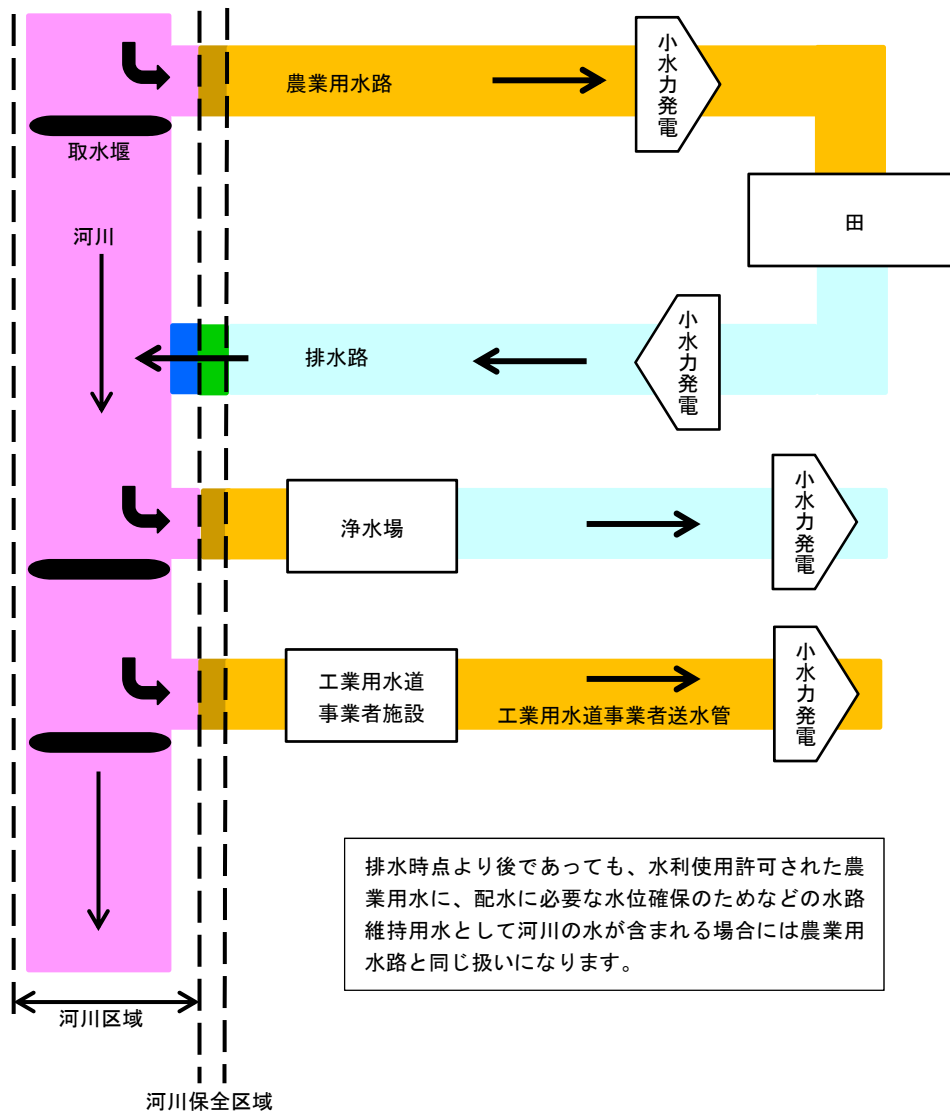 小水力発電
農業用水路
取水堰
田
河川
小水力発電
排水路
小水力発電
浄水場
小水力発電
工業用水道
事業者施設
工業用水道事業者送水管
排水時点より後であっても、水利使用許可された農
業用水に、配水に必要な水位確保のためなどの水路
維持用水として河川の水が含まれる場合には農業用
水路と同じ扱いになります。
河川区域
河川保全区域